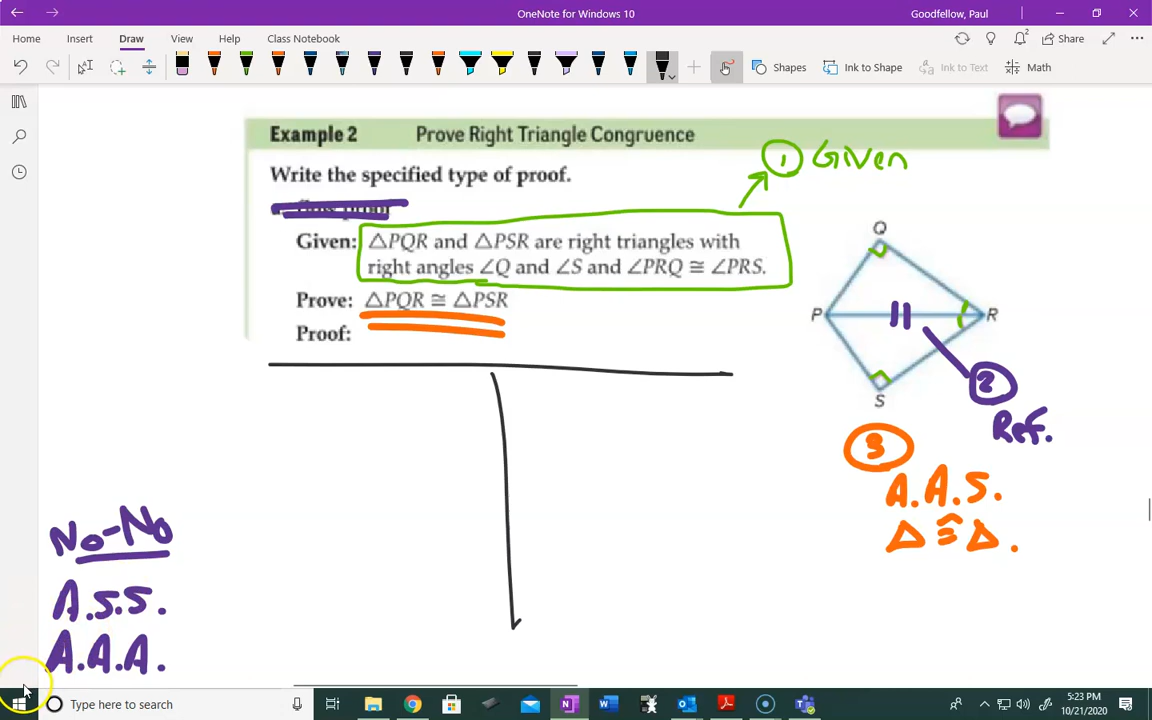 OneNote for Windows 10
Goodfellow, Paul
Home Insert Draw View Help Class Notebook
Share
Shapes Ink to Shape Ink to Text Math
Example 2 Prove Right Triangle Congruence
① Given
Write the specified type of proof.
Given: △PQR and △PSR are right triangles with
right angles ∠Q and ∠S and ∠PRQ ≅ ∠PRS.
Prove: △PQR ≅ △PSR
Proof:
Q
P R
S
② Ref.
③
A.A.S.
△ ≅ △.
No-No
A.S.S.
A.A.A.
Type here to search
5:23 PM
10/21/2020